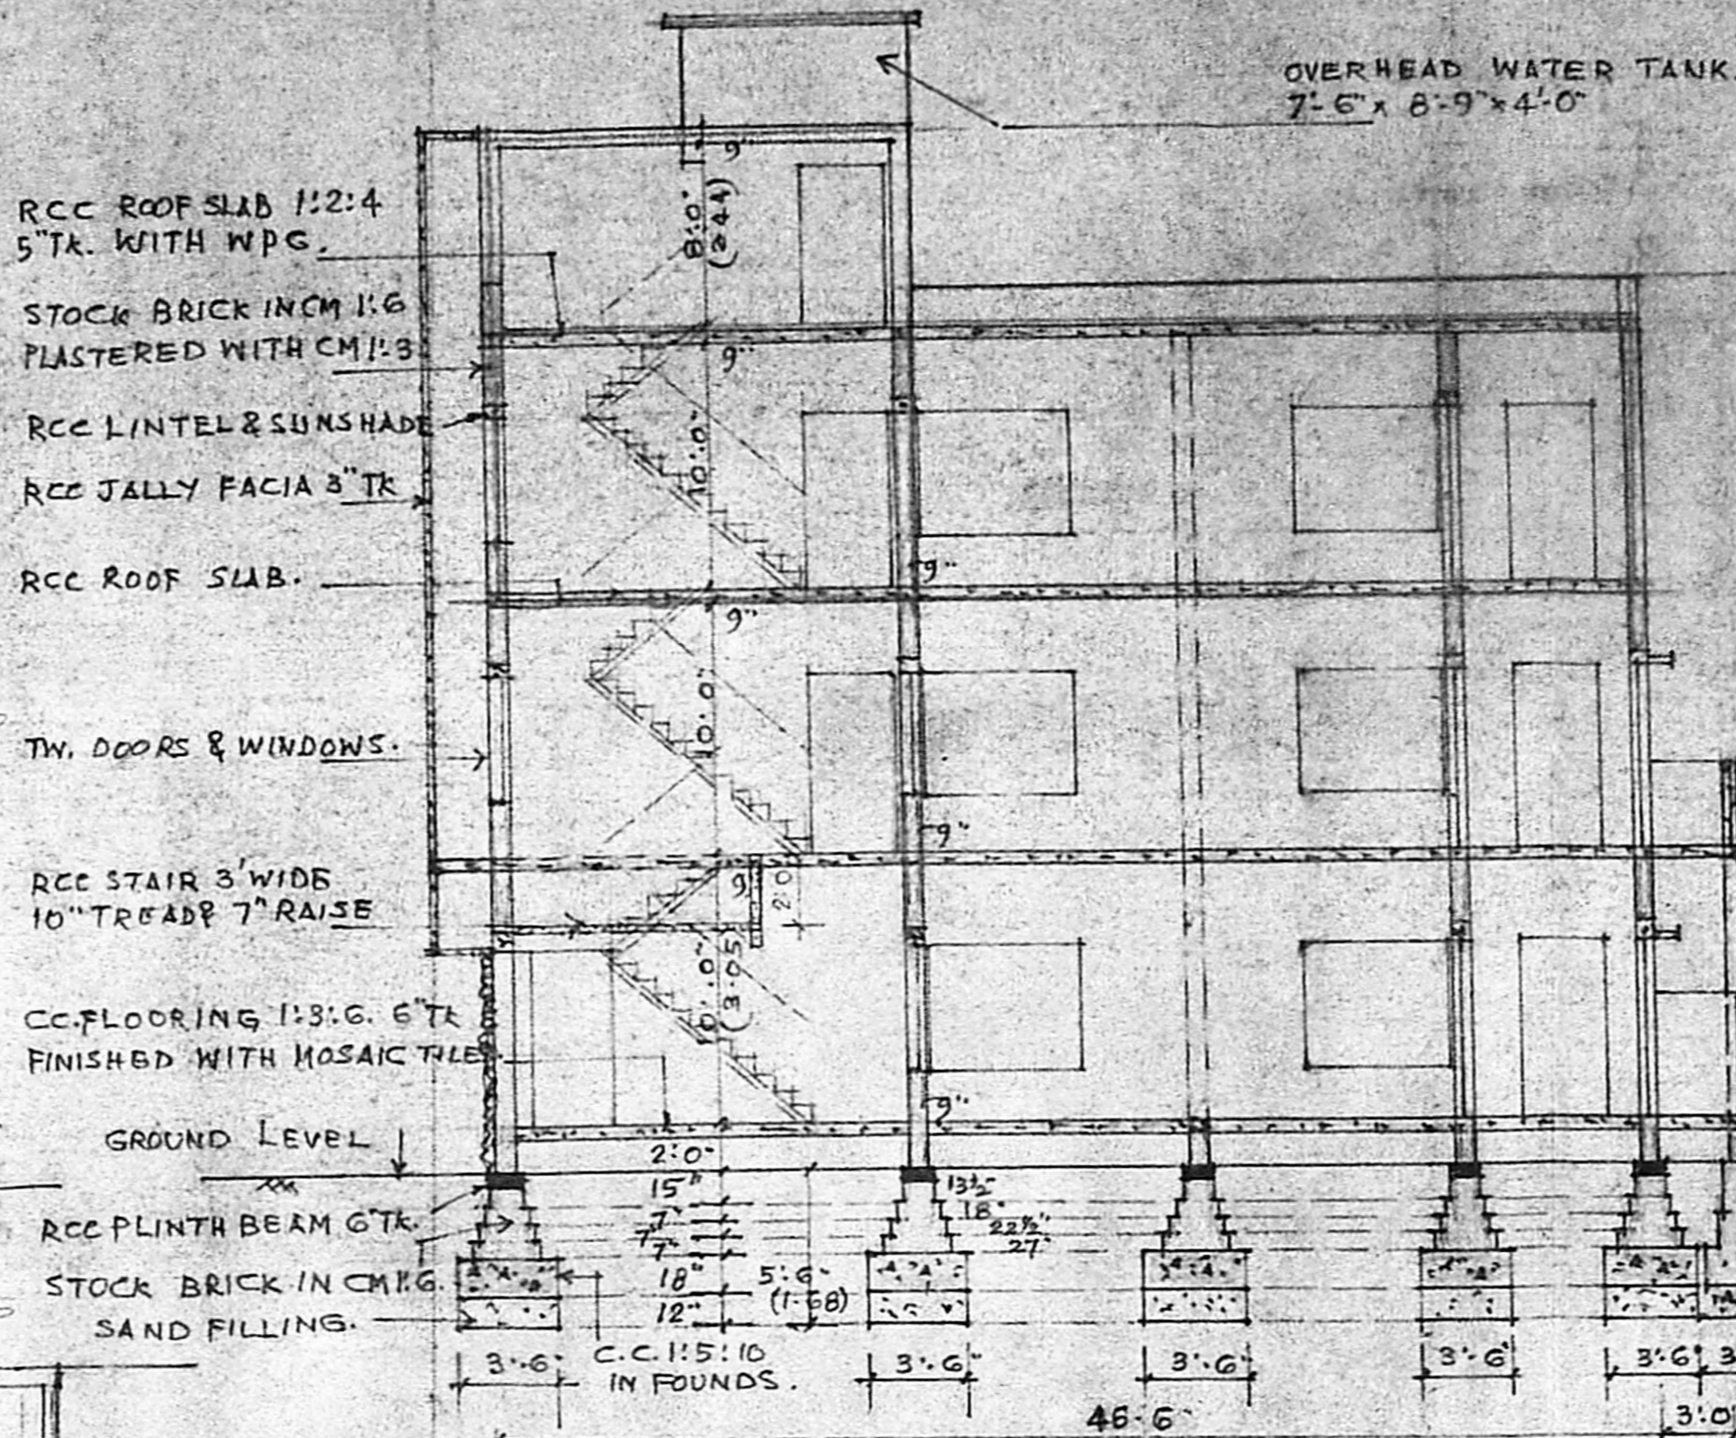 OVERHEAD WATER TANK
7'-6" x 8'-9" x 4'-0"
9"
RCC ROOF SLAB 1:2:4
5"TK. WITH WPG.
8'.0"
(244)
STOCK BRICK IN CM 1:6
PLASTERED WITH CM 1:3
9"
RCC LINTEL & SUNSHADE
10'.0"
RCC JALLY FACIA 3"TK
RCC ROOF SLAB.
9"
9"
10'.0"
TW. DOORS & WINDOWS.
9"
RCC STAIR 3' WIDE
10" TREAD & 7" RAISE
9"
2'.0
10'.0"
(3.05)
CC.FLOORING 1:3:6. 6"TK
FINISHED WITH MOSAIC TILES.
9"
GROUND LEVEL
2'.0"
15"
13½"
RCC PLINTH BEAM 6"TK.
7"
18"
7"
22½"
7"
27"
STOCK BRICK IN CM 1:6.
18"
5'.6"
(1.68)
SAND FILLING.
12"
3'.6"
C.C. 1:5:10
IN FOUNDS.
3'.6"
3'.6"
3'.6"
3'.6"
3
46.6"
3'.0